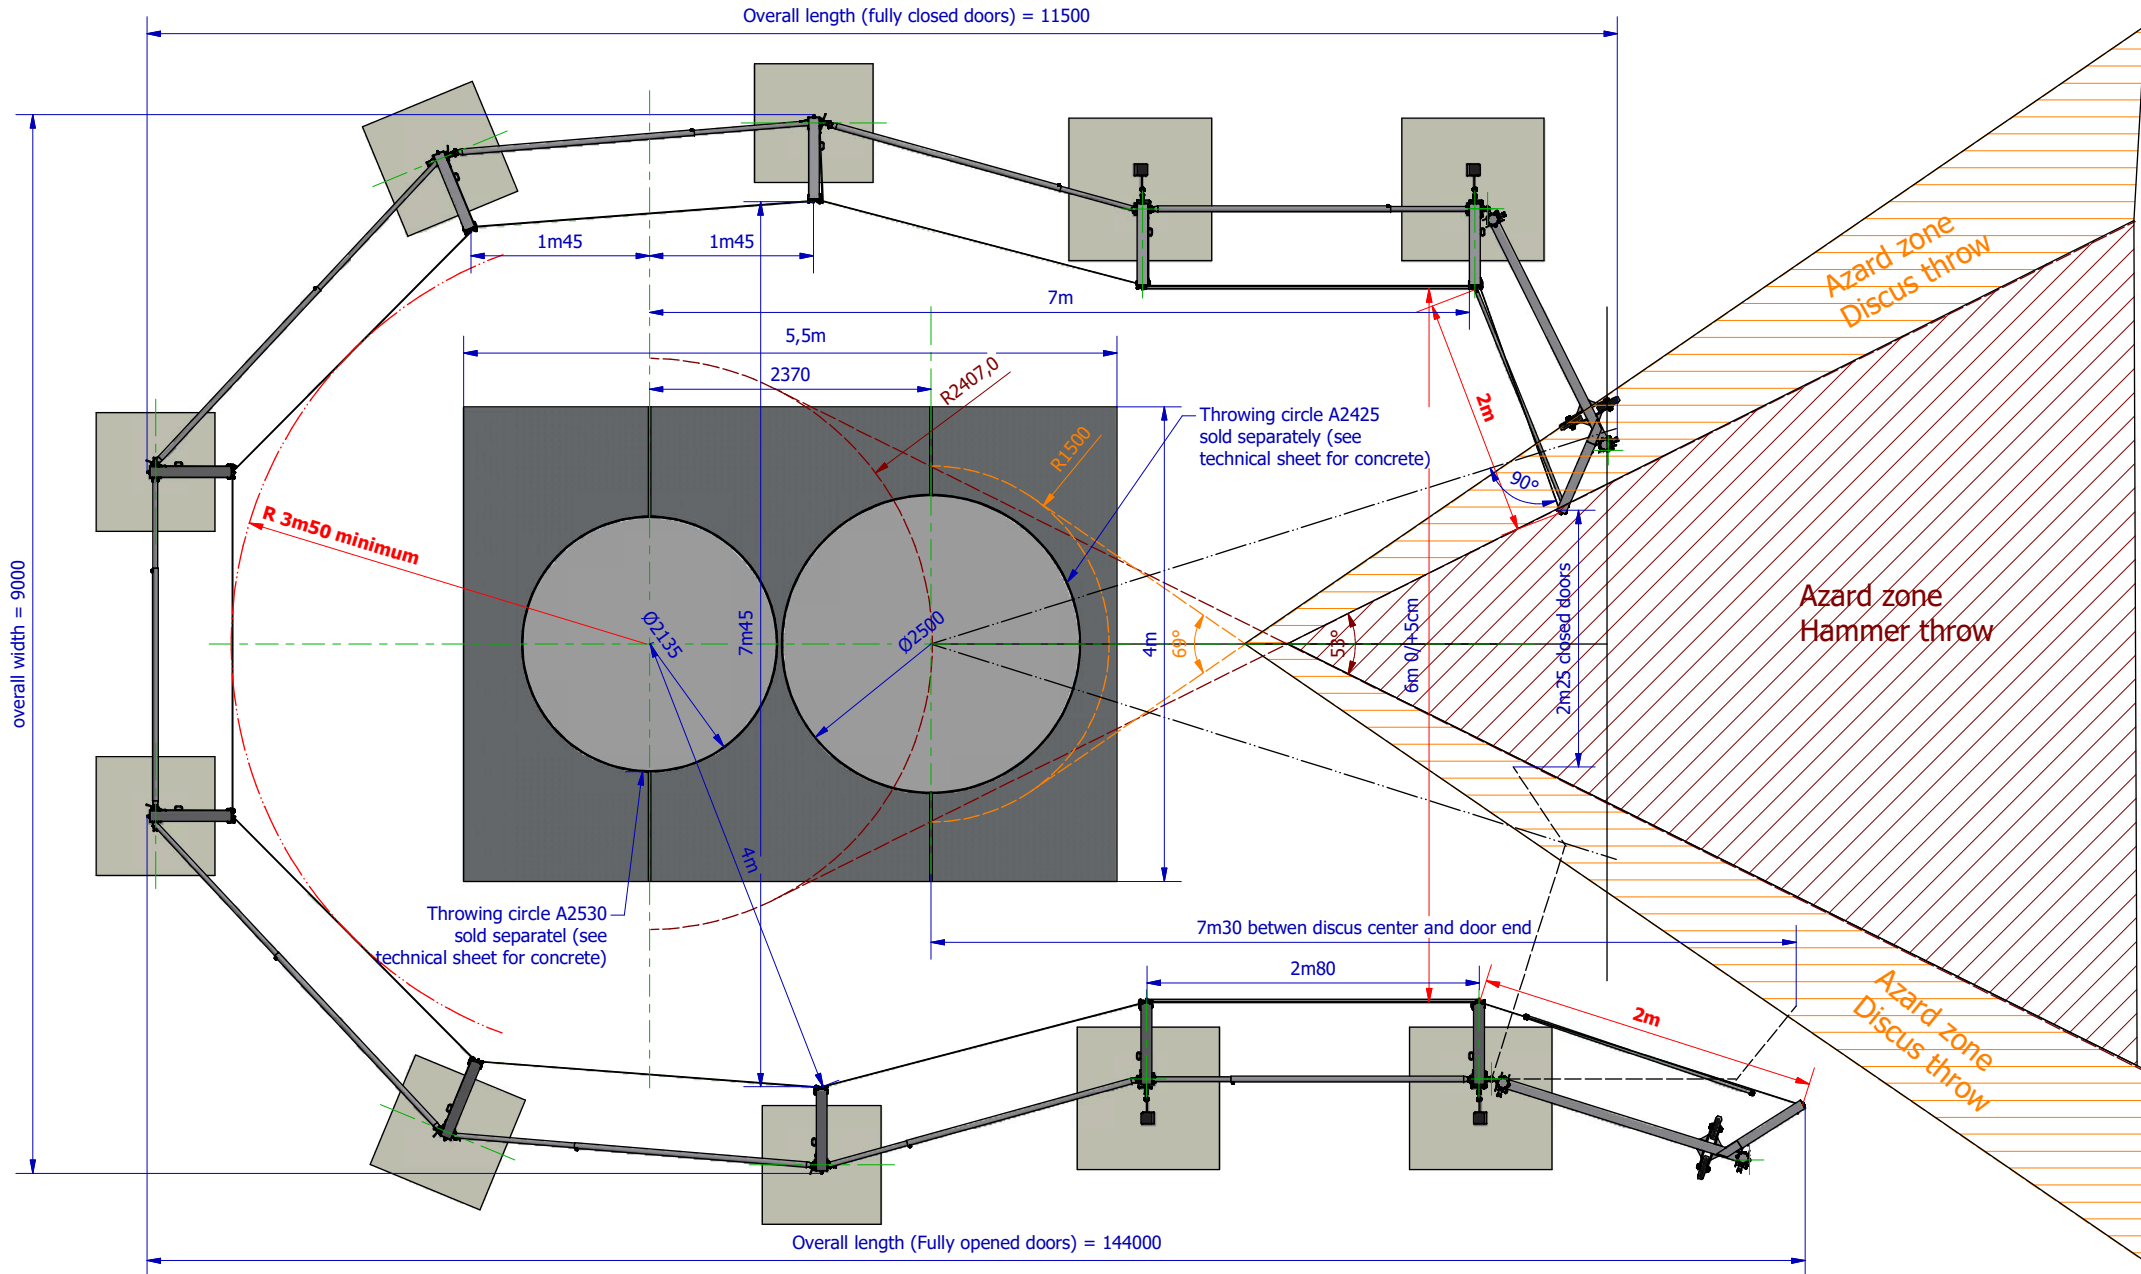 Overall length (fully closed doors) = 11500
1m45
1m45
7m
5,5m
2370
R2407,0
Throwing circle A2425
sold separately (see
technical sheet for concrete)
R1500
2m
90°
Azard zone
Discus throw
R 3m50 minimum
overall width = 9000
Ø2135
7m45
Ø2500
4m
69°
53°
6m 0/+5cm
2m25 closed doors
Azard zone
Hammer throw
4m
Throwing circle A2530
sold separatel (see
technical sheet for concrete)
7m30 betwen discus center and door end
2m80
2m
Azard zone
Discus throw
Overall length (Fully opened doors) = 144000